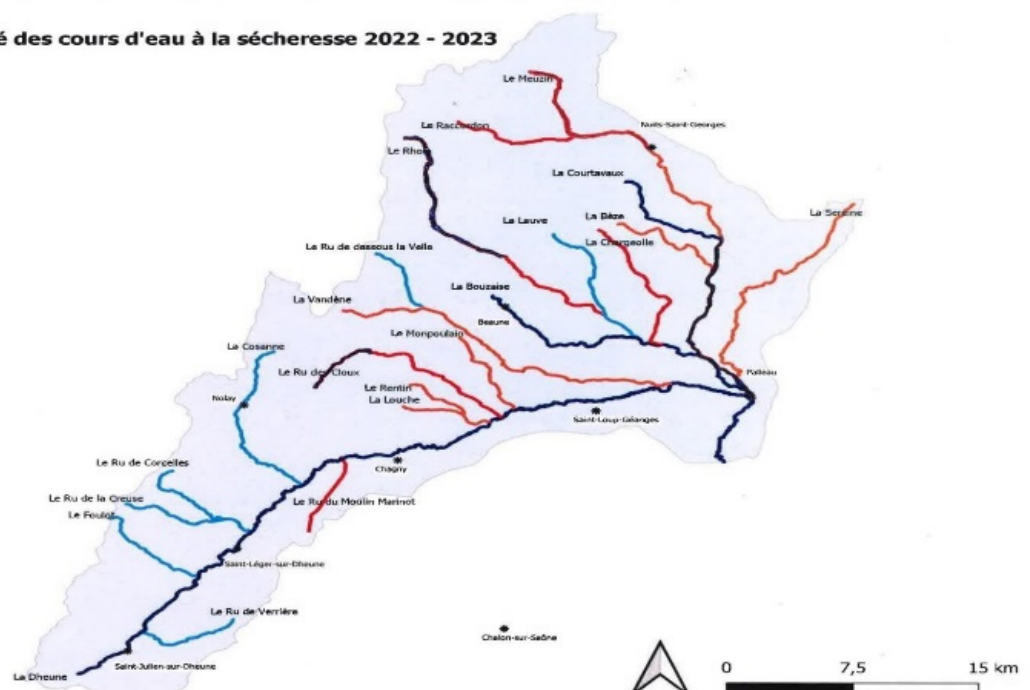 é des cours d'eau à la sécheresse 2022 - 2023
Le Meuzin
Le Raccordon
Nuits-Saint-Georges
Le Rhoin
La Courtavaux
La Sereine
La Lauve
La Bèze
La Chargeolle
Le Ru de dessous la Velle
La Bouzaise
La Vandène
Beaune
Le Monpoulain
La Cosanne
Le Ru des Cloux
Palleau
Le Rentin
La Louche
Nolay
Saint-Loup-Géanges
Le Ru de Corcelles
Chagny
Le Ru de la Creuse
Le Ru du Moulin Marinot
Le Foulot
Saint-Léger-sur-Dheune
Le Ru de Verrière
Chalon-sur-Saône
Saint-Julien-sur-Dheune
La Dheune
0 7,5 15 km